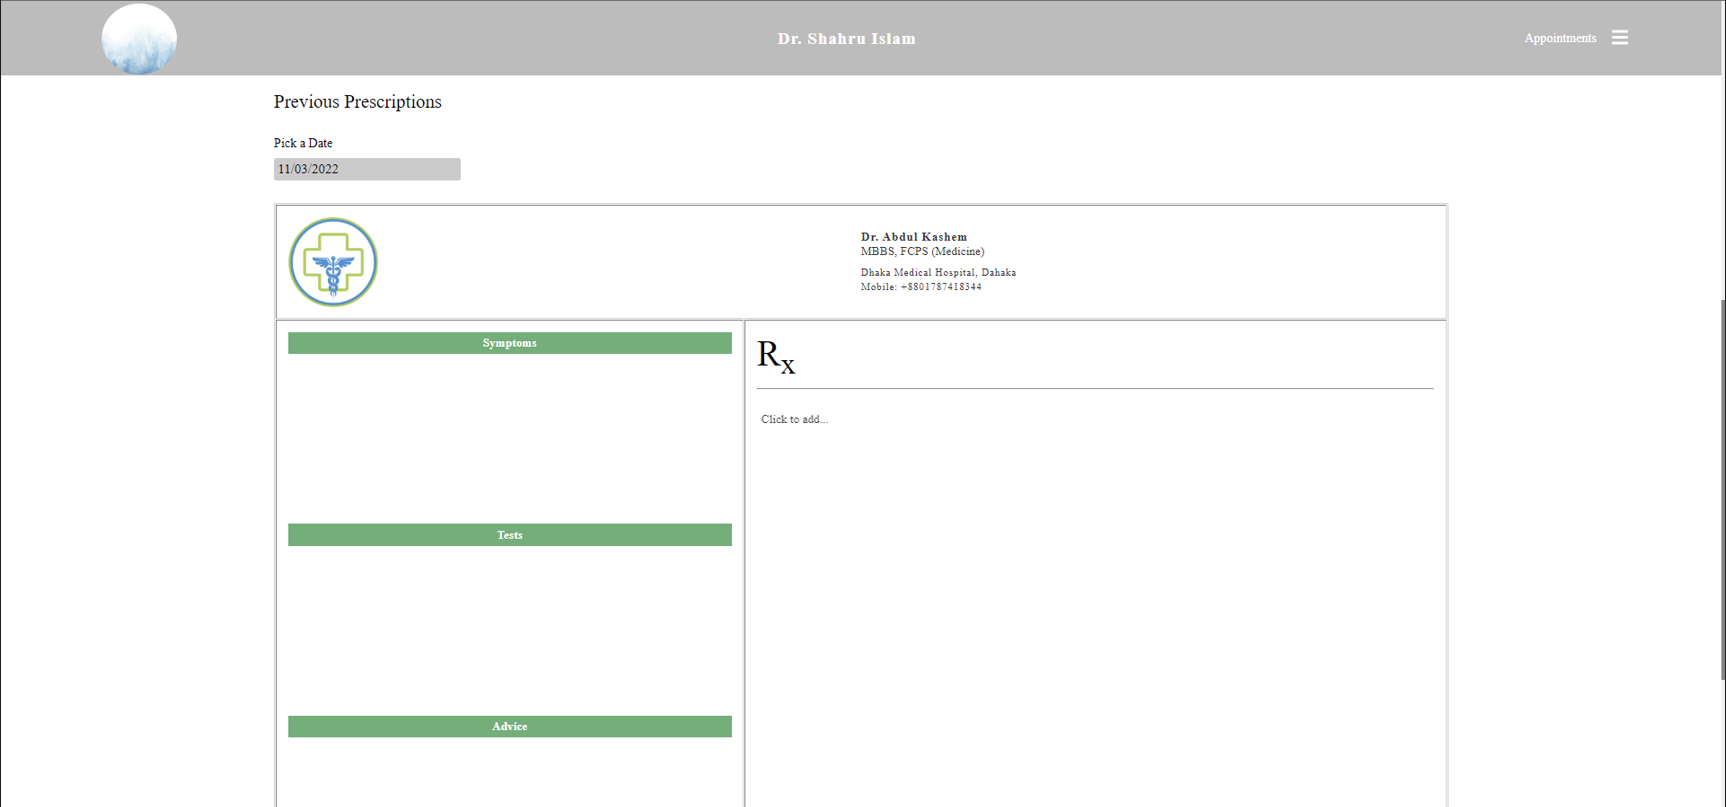 Dr. Shahru Islam
Appointments
Previous Prescriptions
Pick a Date
11/03/2022
Dr. Abdul Kashem
MBBS, FCPS (Medicine)
Dhaka Medical Hospital, Dahaka
Mobile: +8801787418344
Symptoms
Rx
Click to add...
Tests
Advice